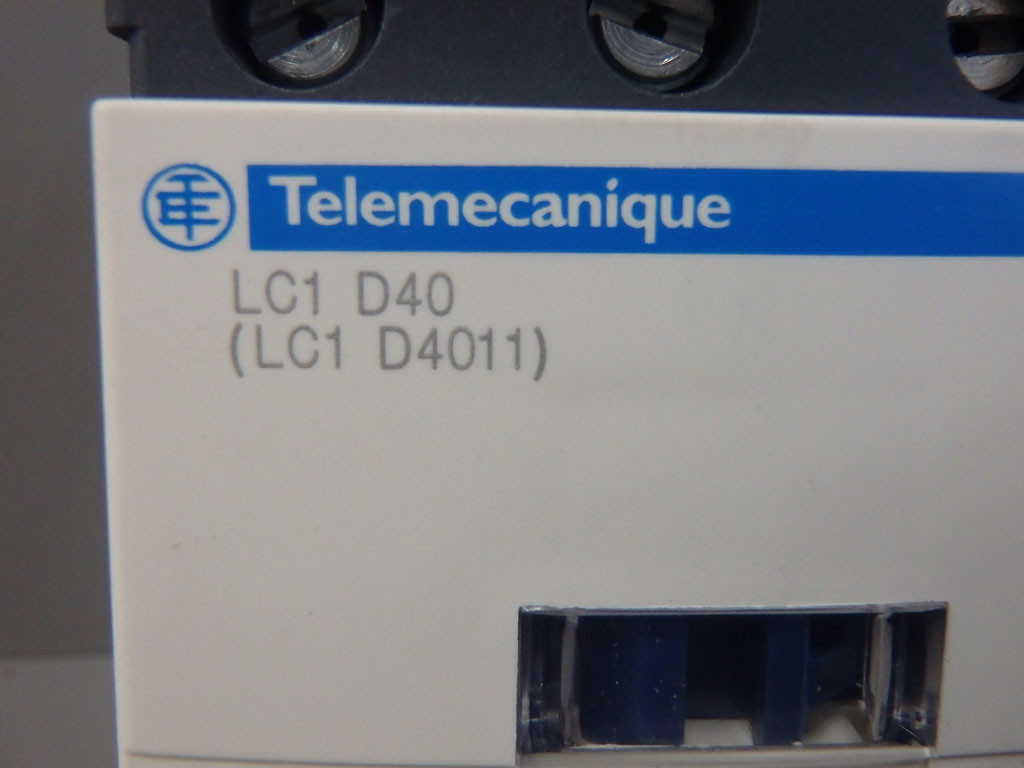 Telemecanique
LC1 D40
(LC1 D4011)